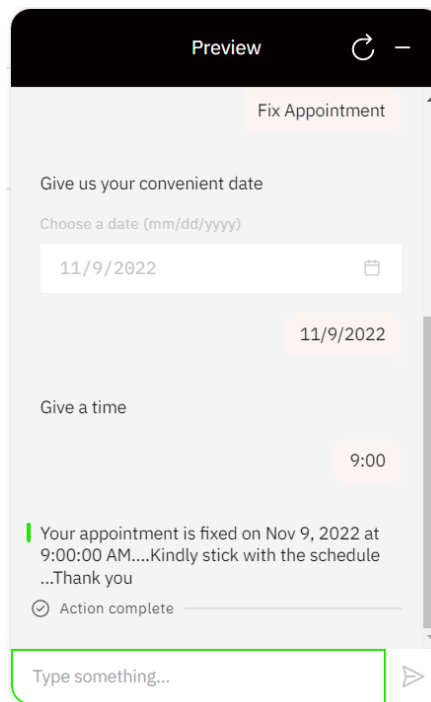 Preview
Fix Appointment
Give us your convenient date
Choose a date (mm/dd/yyyy)
11/9/2022
11/9/2022
Give a time
9:00
Your appointment is fixed on Nov 9, 2022 at
9:00:00 AM....Kindly stick with the schedule
...Thank you
Action complete
Type something...